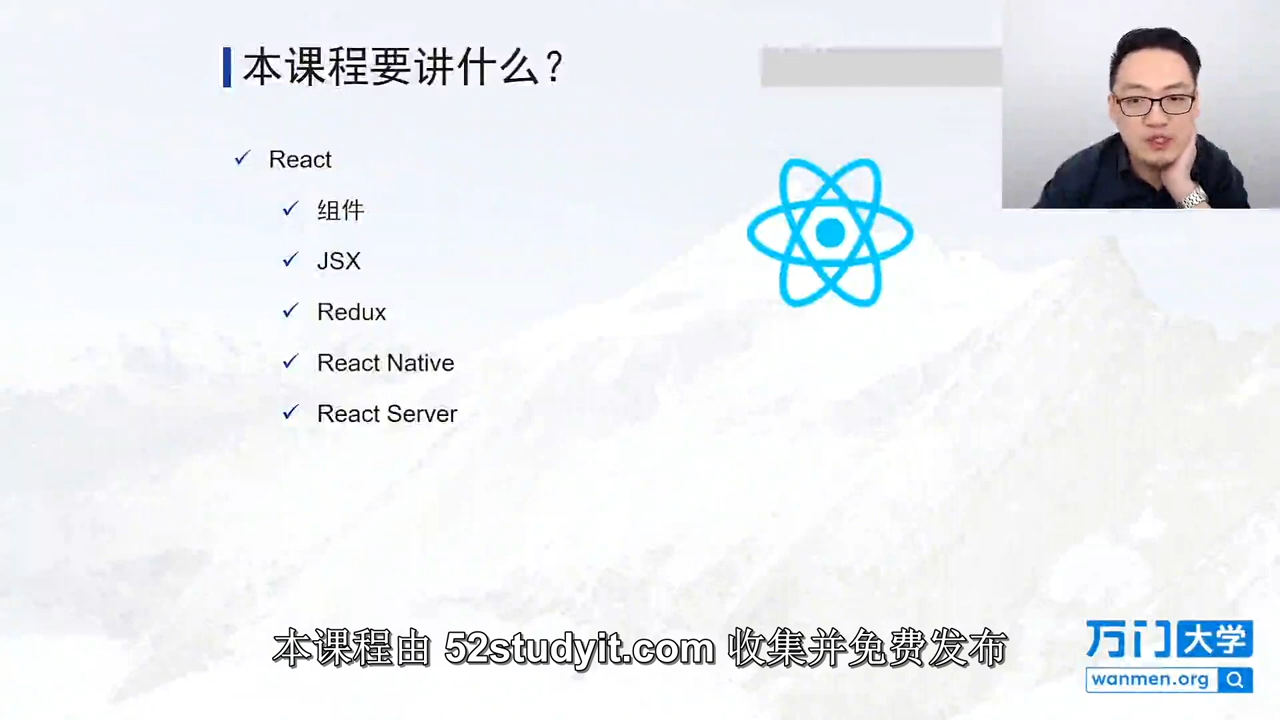 本课程要讲什么?
React
组件
JSX
Redux
React Native
React Server
本课程由 52studyit.com 收集并免费发布
万门大学
wanmen.org